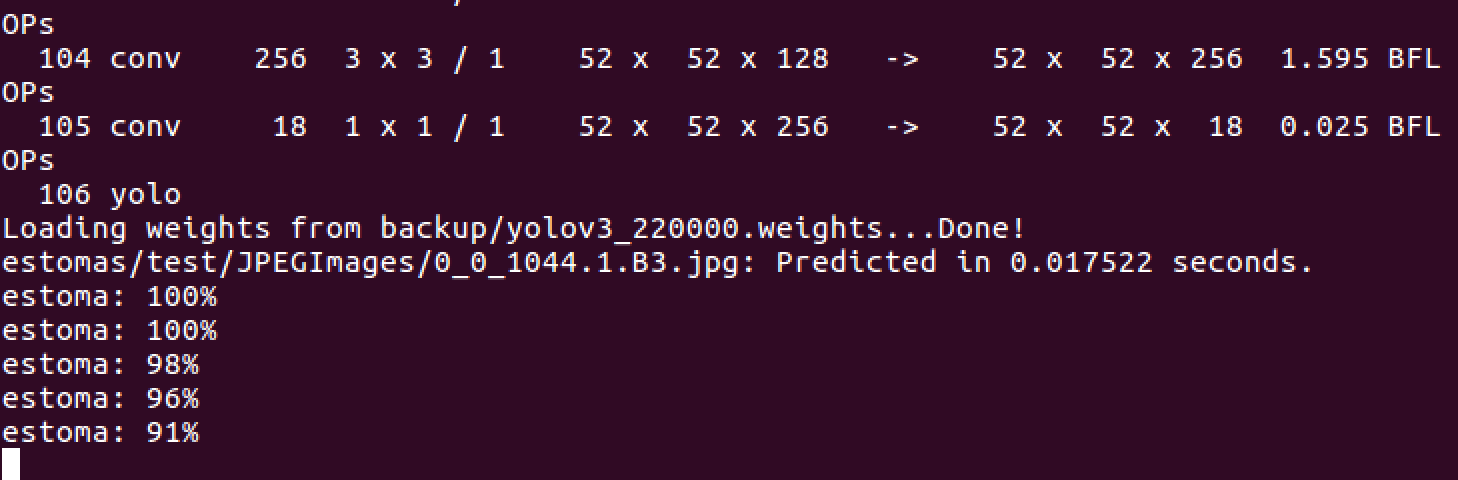 OPs
  104 conv    256  3 x 3 / 1    52 x  52 x 128   ->    52 x  52 x 256  1.595 BFL
OPs
  105 conv     18  1 x 1 / 1    52 x  52 x 256   ->    52 x  52 x  18  0.025 BFL
OPs
  106 yolo
Loading weights from backup/yolov3_220000.weights...Done!
estomas/test/JPEGImages/0_0_1044.1.B3.jpg: Predicted in 0.017522 seconds.
estoma: 100%
estoma: 100%
estoma: 98%
estoma: 96%
estoma: 91%